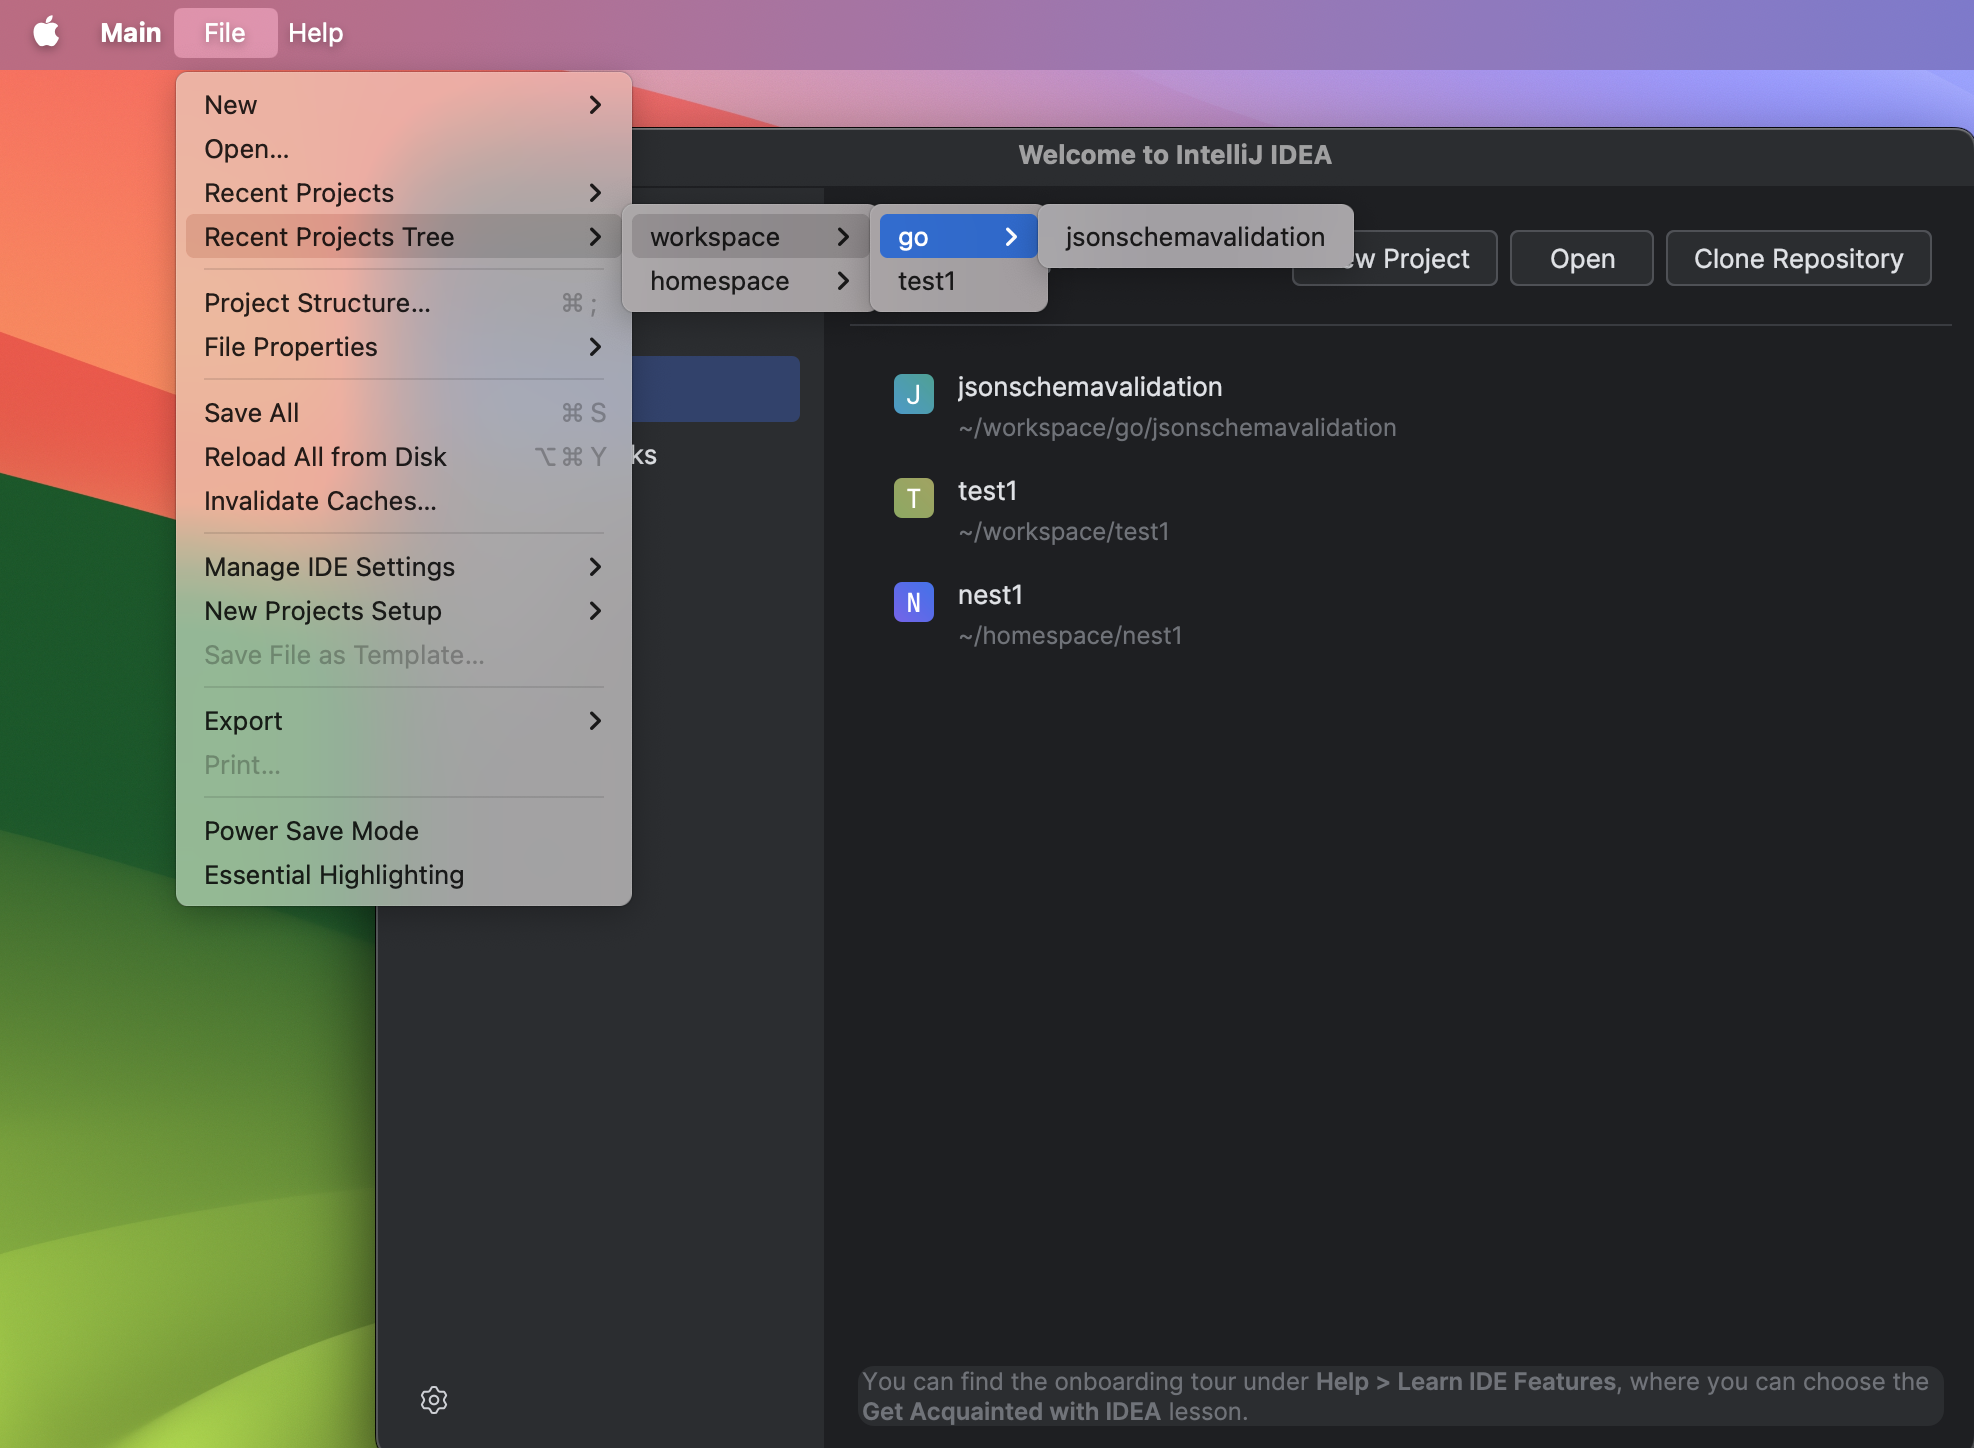 Main File Help
New
Open...
Recent Projects
Recent Projects Tree
Project Structure... ⌘ ;
File Properties
Save All ⌘ S
Reload All from Disk ⌥ ⌘ Y
Invalidate Caches...
Manage IDE Settings
New Projects Setup
Save File as Template...
Export
Print...
Power Save Mode
Essential Highlighting
workspace
homespace
go
test1
jsonschemavalidation
Welcome to IntelliJ IDEA
Project Open Clone Repository
J jsonschemavalidation
~/workspace/go/jsonschemavalidation
T test1
~/workspace/test1
N nest1
~/homespace/nest1
You can find the onboarding tour under Help > Learn IDE Features, where you can choose the
Get Acquainted with IDEA lesson.